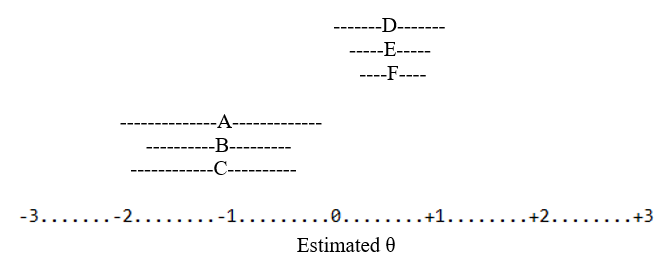 -------D-------
-----E-----
----F----
--------------A-------------
----------B---------
------------C----------
-3.......-2........-1.........0........+1........+2........+3
Estimated θ